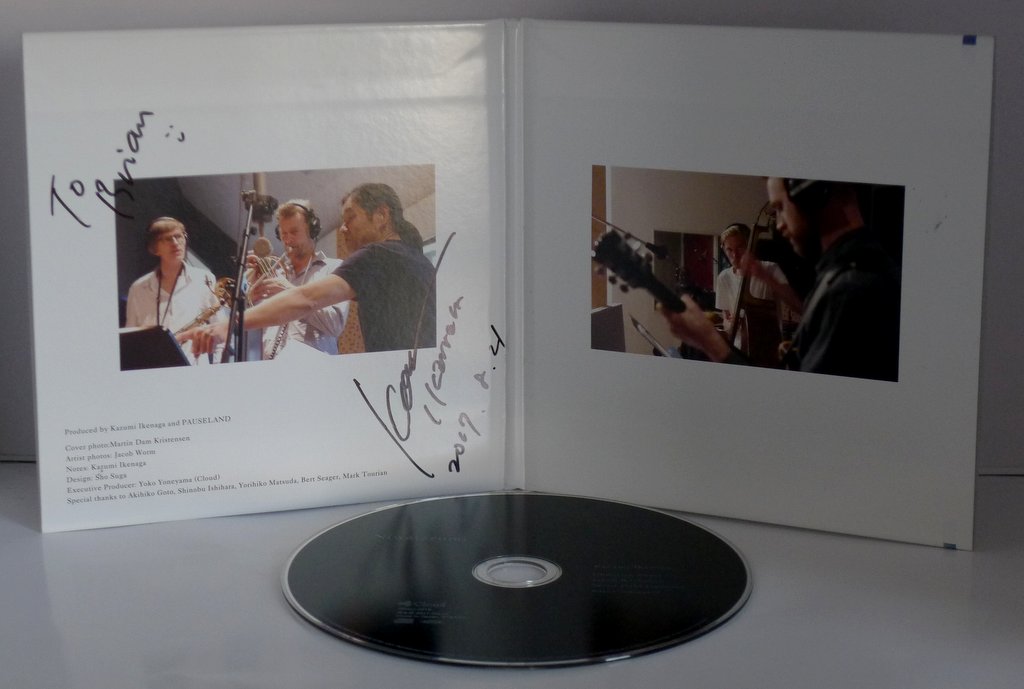 To
Brian
Kazumi
Ikenaga
2007. 8. 4
Produced by Kazumi Ikenaga and PAUSELAND
Cover photo:Martin Dam Kristensen
Artist photos: Jacob Worm
Notes: Kazumi Ikenaga
Design: Sho Suga
Executive Producer: Yoko Yoneyama (Cloud)
Special thanks to Akihiko Goto, Shinobu Ishihara, Yorihiko Matsuda, Bert Seager, Mark Tourian